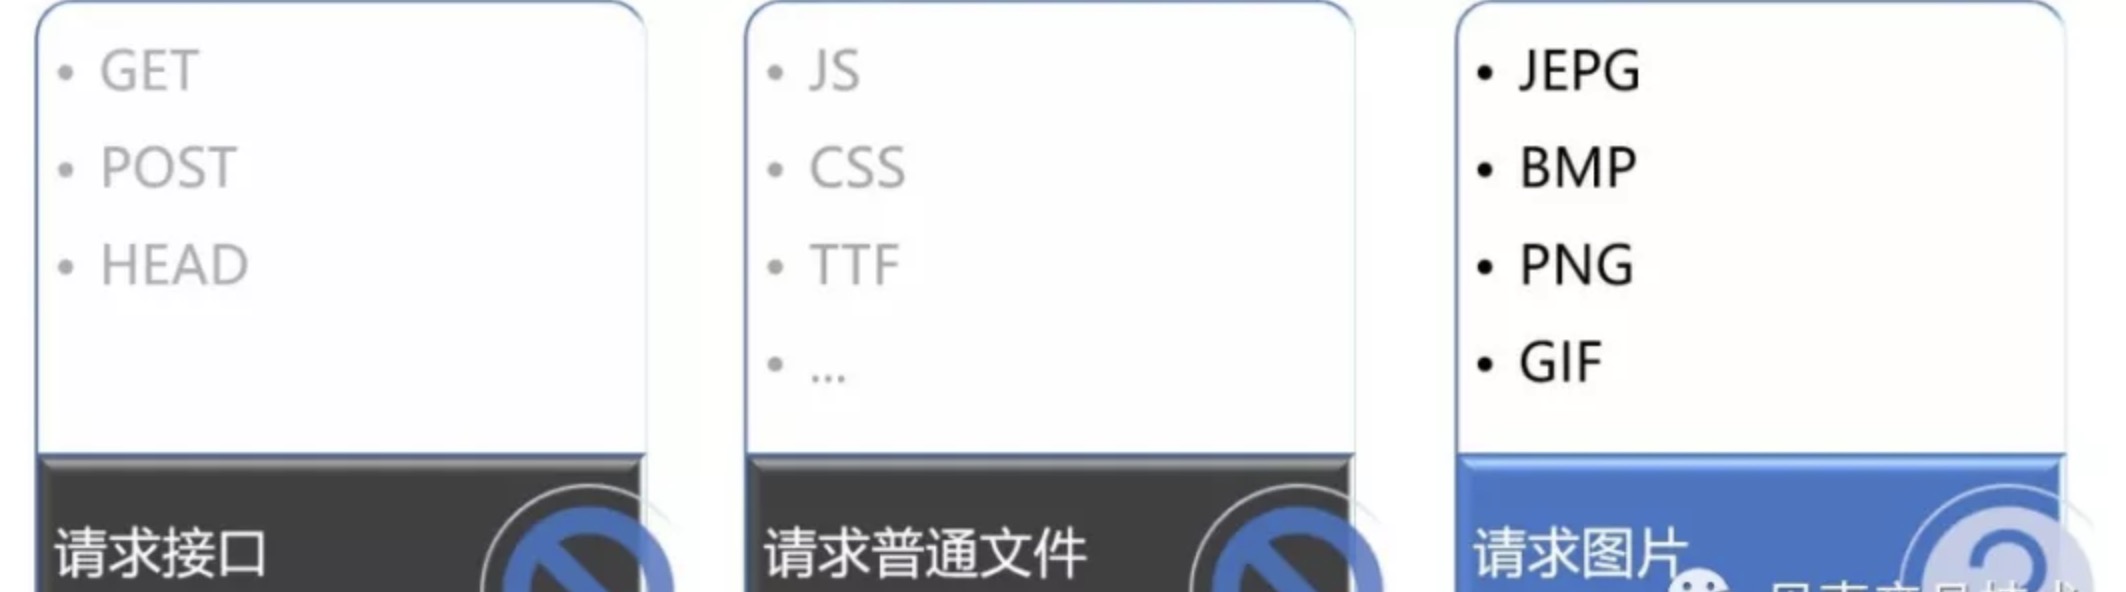 GET
POST
HEAD
请求接口
JS
CSS
TTF
...
请求普通文件
JEPG
BMP
PNG
GIF
请求图片